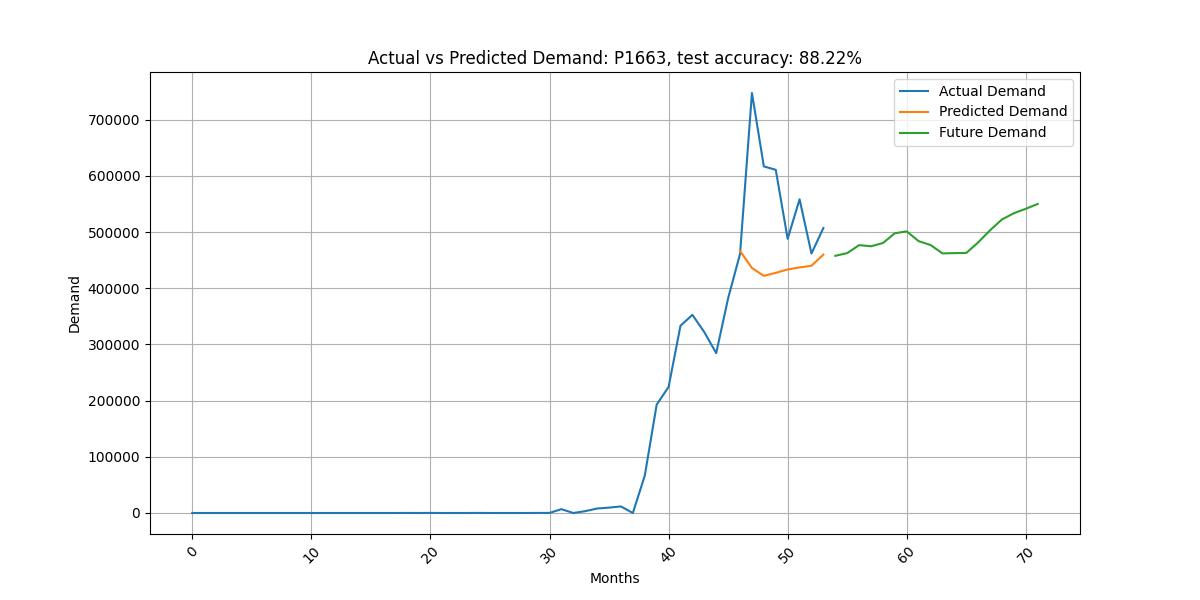 Actual vs Predicted Demand: P1663, test accuracy: 88.22%
Actual Demand
Predicted Demand
Future Demand
700000
600000
500000
400000
300000
200000
100000
0
Demand
0 10 20 30 40 50 60 70
Months